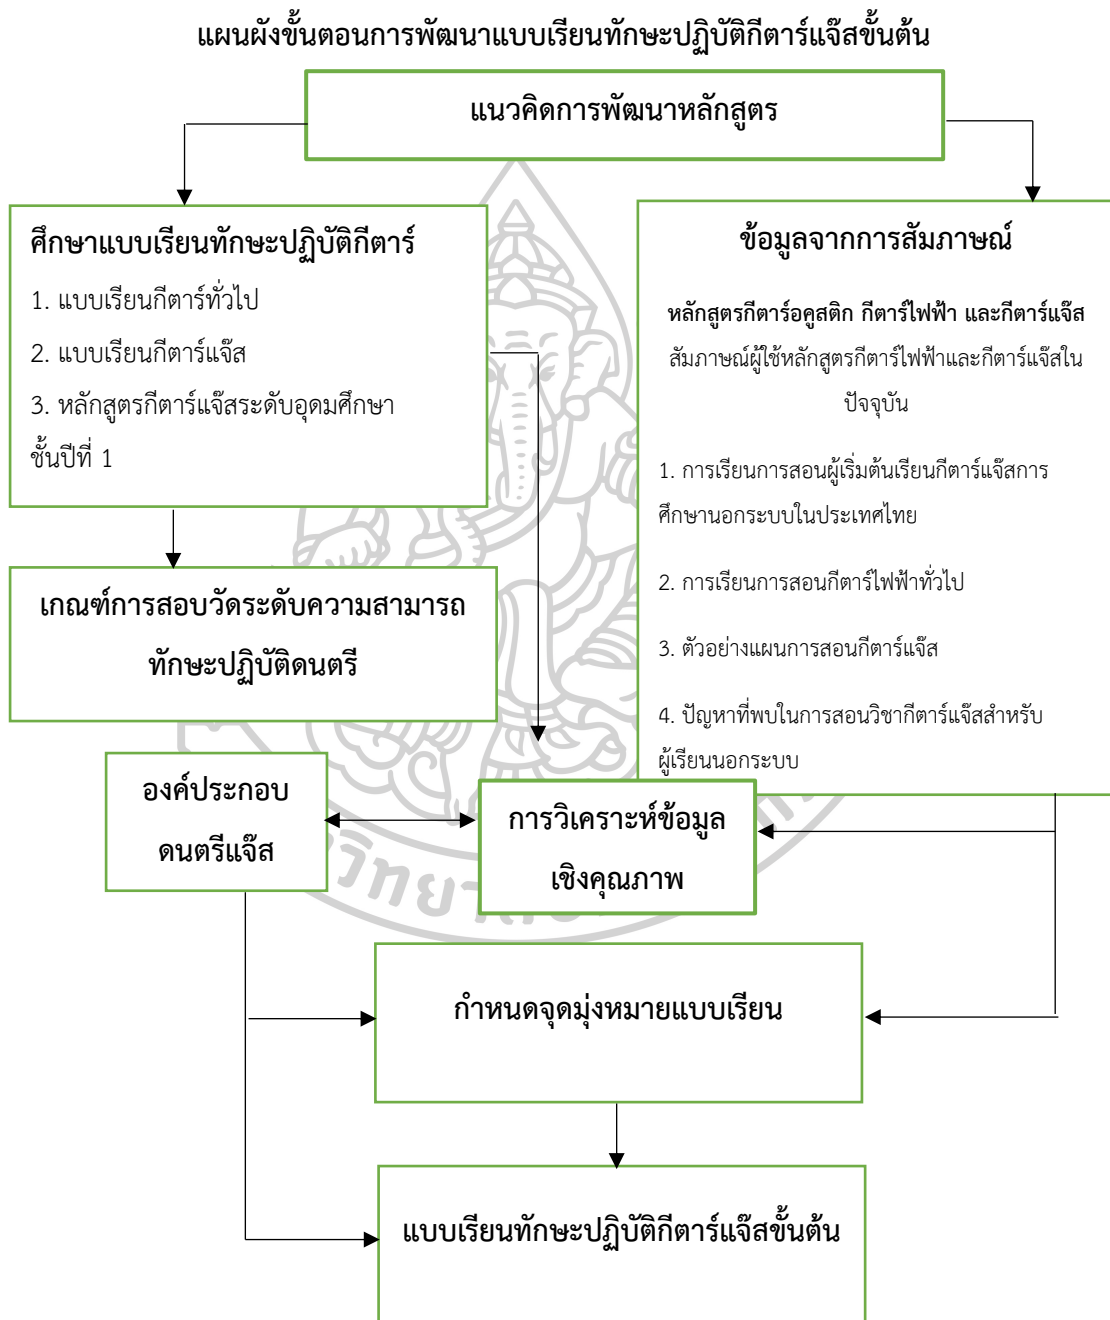 แผนผังขั้นตอนการพัฒนาแบบเรียนทักษะปฏิบัติกีตาร์แจ๊สขั้นต้น
แนวคิดการพัฒนาหลักสูตร
ศึกษาแบบเรียนทักษะปฏิบัติกีตาร์
1. แบบเรียนกีตาร์ทั่วไป
2. แบบเรียนกีตาร์แจ๊ส
3. หลักสูตรกีตาร์แจ๊สระดับอุดมศึกษา
ชั้นปีที่ 1
ข้อมูลจากการสัมภาษณ์
หลักสูตรกีตาร์อคูสติก กีตาร์ไฟฟ้า และกีตาร์แจ๊ส
สัมภาษณ์ผู้ใช้หลักสูตรกีตาร์ไฟฟ้าและกีตาร์แจ๊สใน
ปัจจุบัน
1. การเรียนการสอนผู้เริ่มต้นเรียนกีตาร์แจ๊สการ
ศึกษานอกระบบในประเทศไทย
2. การเรียนการสอนกีตาร์ไฟฟ้าทั่วไป
3. ตัวอย่างแผนการสอนกีตาร์แจ๊ส
4. ปัญหาที่พบในการสอนวิชากีตาร์แจ๊สสำหรับ
ผู้เรียนนอกระบบ
เกณฑ์การสอบวัดระดับความสามารถ
ทักษะปฏิบัติดนตรี
องค์ประกอบ
ดนตรีแจ๊ส
การวิเคราะห์ข้อมูล
เชิงคุณภาพ
กำหนดจุดมุ่งหมายแบบเรียน
แบบเรียนทักษะปฏิบัติกีตาร์แจ๊สขั้นต้น